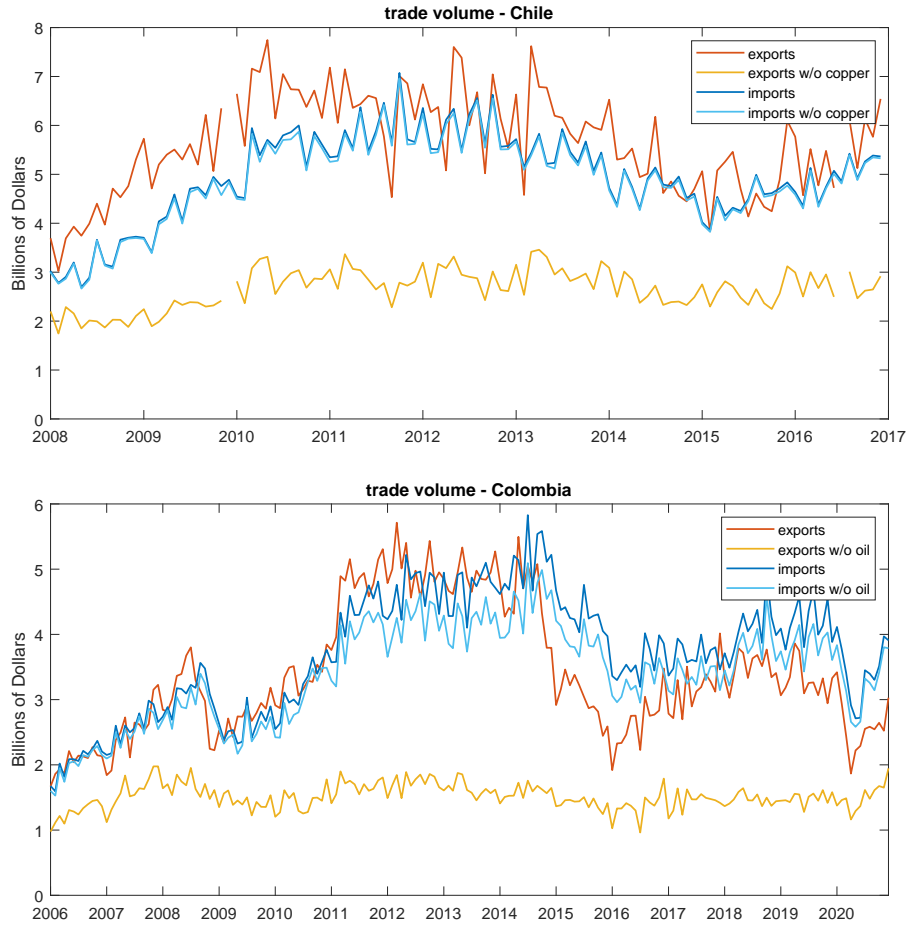 trade volume - Chile
8
7
6
5
4
3
2
1
0
Billions of Dollars
exports
exports w/o copper
imports
imports w/o copper
2008 2009 2010 2011 2012 2013 2014 2015 2016 2017
trade volume - Colombia
6
5
4
3
2
1
0
Billions of Dollars
exports
exports w/o oil
imports
imports w/o oil
2006 2007 2008 2009 2010 2011 2012 2013 2014 2015 2016 2017 2018 2019 2020